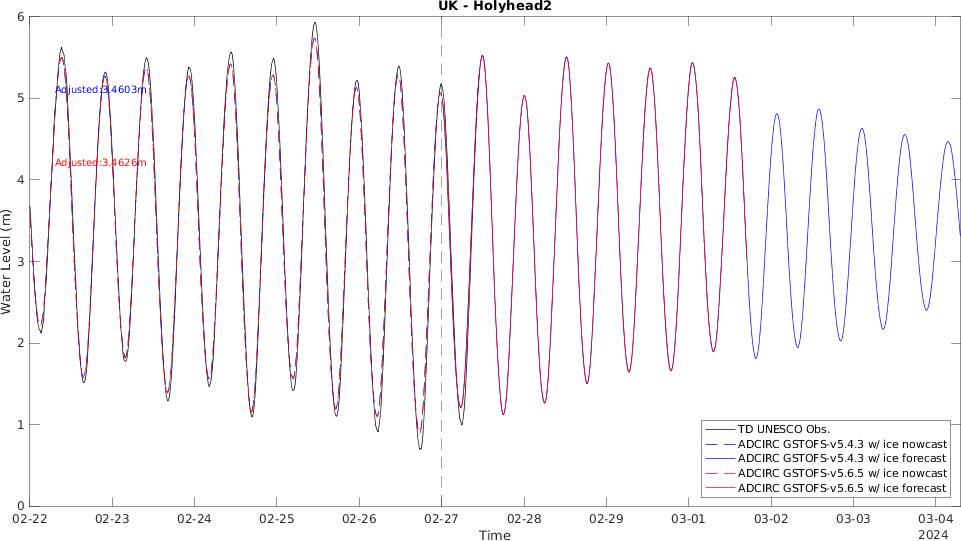 UK - Holyhead2
6
5
4
3
2
1
0
Water Level (m)
Adjusted:3.4603m
Adjusted:3.4626m
TD UNESCO Obs.
ADCIRC GSTOFS-v5.4.3 w/ ice nowcast
ADCIRC GSTOFS-v5.4.3 w/ ice forecast
ADCIRC GSTOFS-v5.6.5 w/ ice nowcast
ADCIRC GSTOFS-v5.6.5 w/ ice forecast
02-22 02-23 02-24 02-25 02-26 02-27 02-28 02-29 03-01 03-02 03-03 03-04
Time
2024